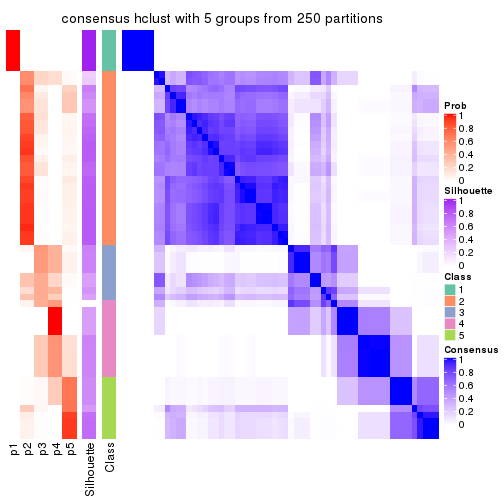 consensus hclust with 5 groups from 250 partitions
Prob
1
0.8
0.6
0.4
0.2
0
Silhouette
1
0.8
0.6
0.4
0.2
0
Class
1
2
3
4
5
Consensus
1
0.8
0.6
0.4
0.2
0
p1
p2
p3
p4
p5
Silhouette
Class